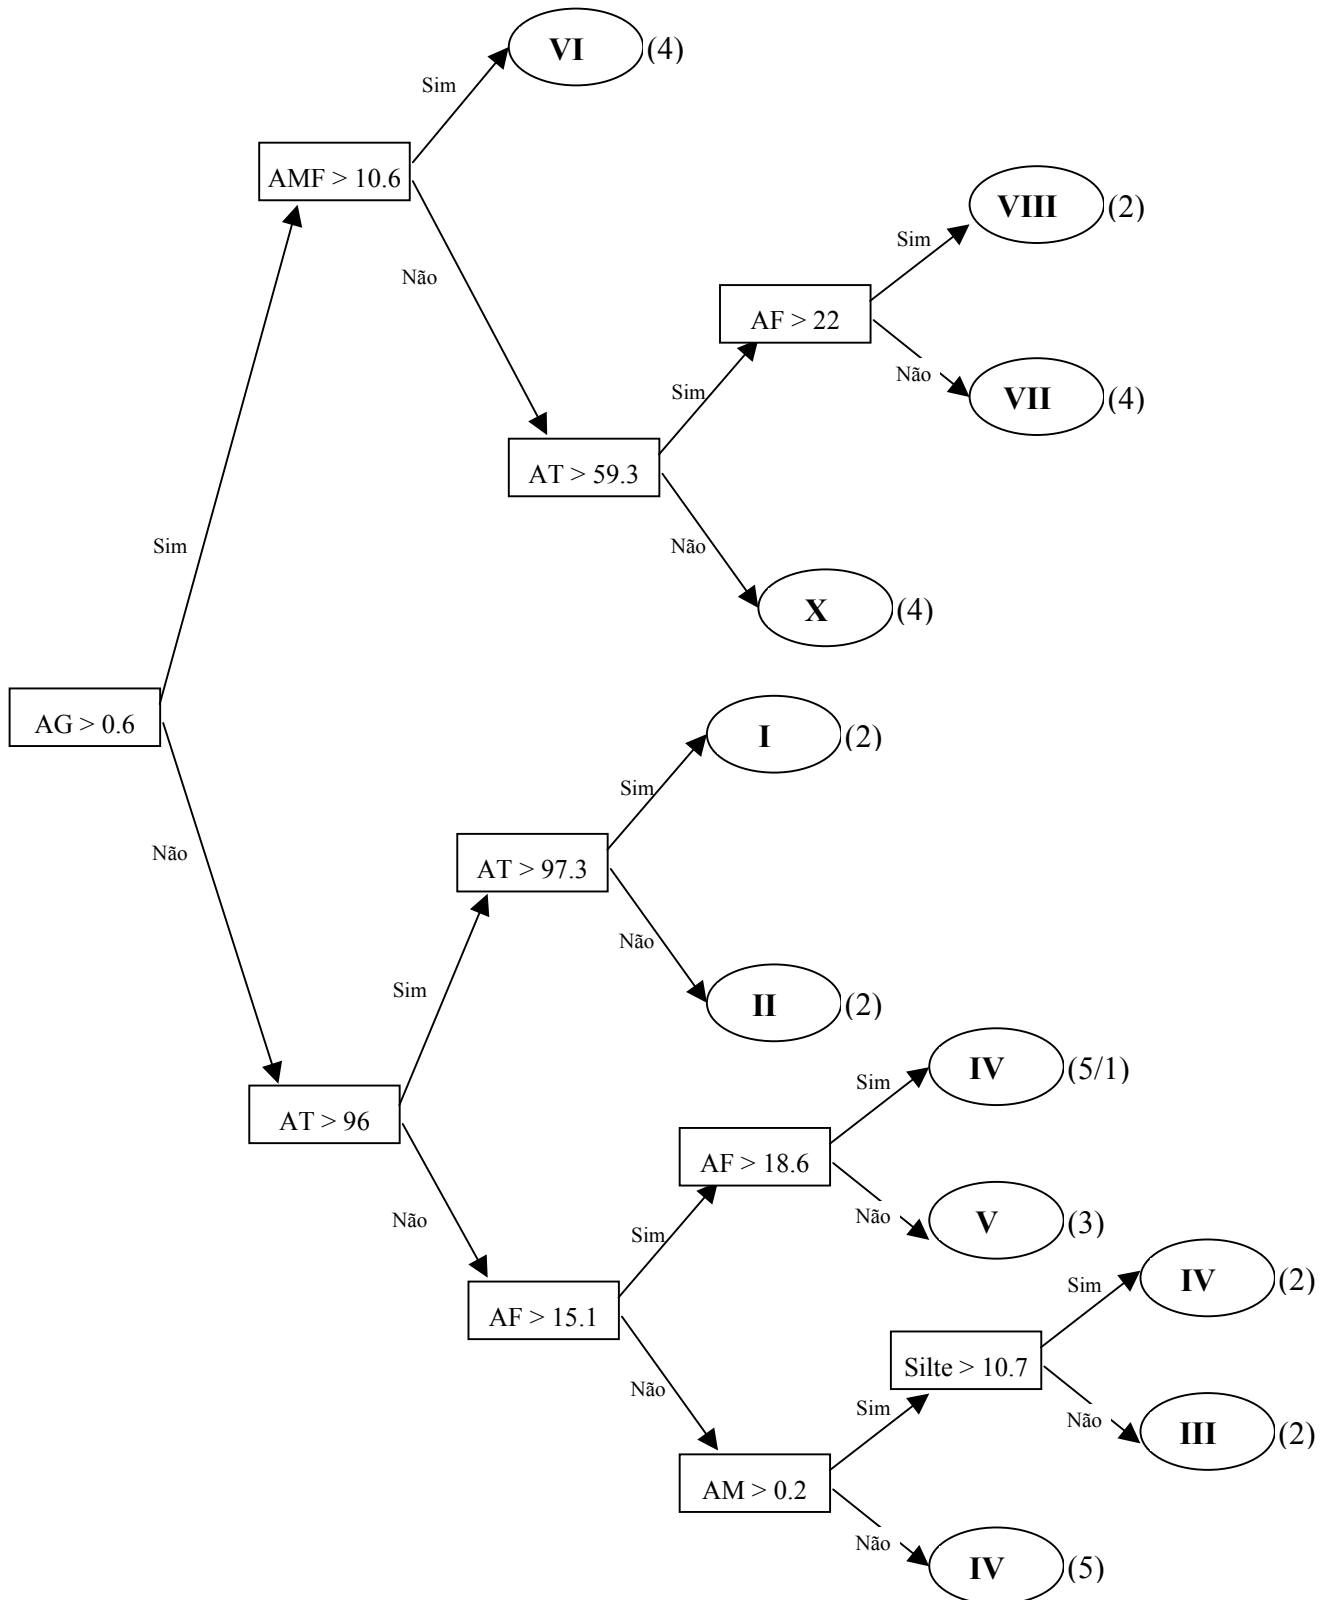 VI (4)
Sim
AMF > 10.6
VIII (2)
Sim
Não
AF > 22
Não
VII (4)
Sim
AT > 59.3
Sim
Não
X (4)
AG > 0.6
I (2)
Sim
Não
AT > 97.3
Não
Sim
II (2)
IV (5/1)
Sim
AT > 96
AF > 18.6
Não
Não
V (3)
Sim
IV (2)
Sim
AF > 15.1
Silte > 10.7
Não
Sim
Não
III (2)
AM > 0.2
Não
IV (5)